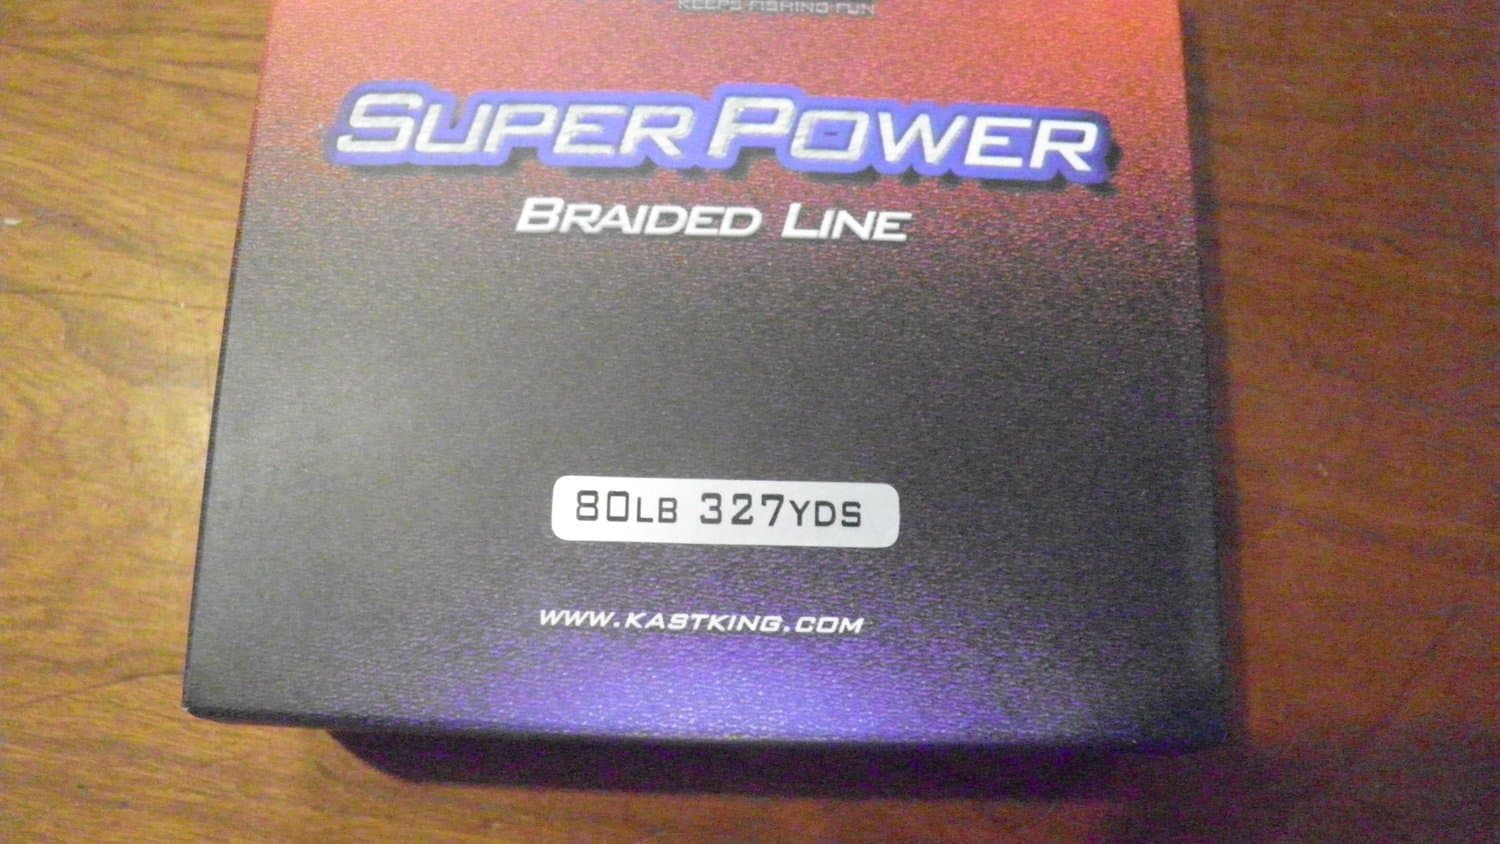 KEEPS FISHING FUN
SUPER POWER
BRAIDED LINE
80LB 327YDS
WWW.KASTKING.COM